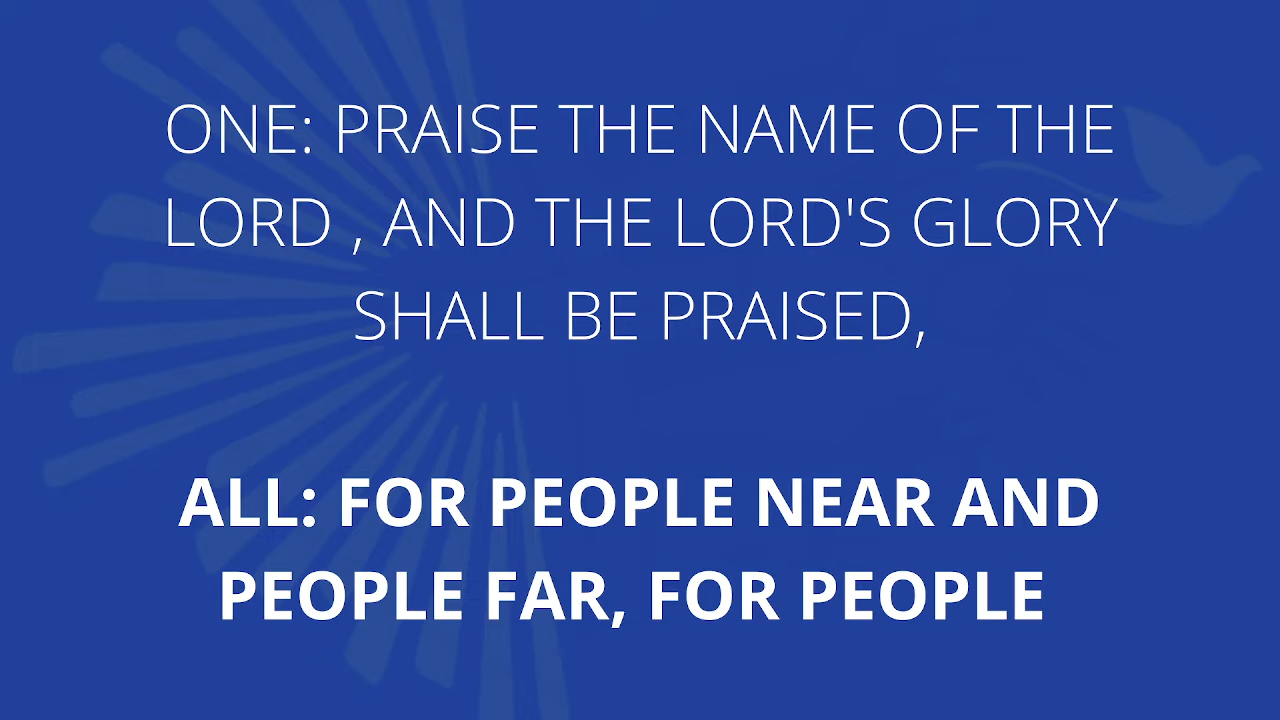 ONE: PRAISE THE NAME OF THE
LORD , AND THE LORD'S GLORY
SHALL BE PRAISED,
ALL: FOR PEOPLE NEAR AND
PEOPLE FAR, FOR PEOPLE